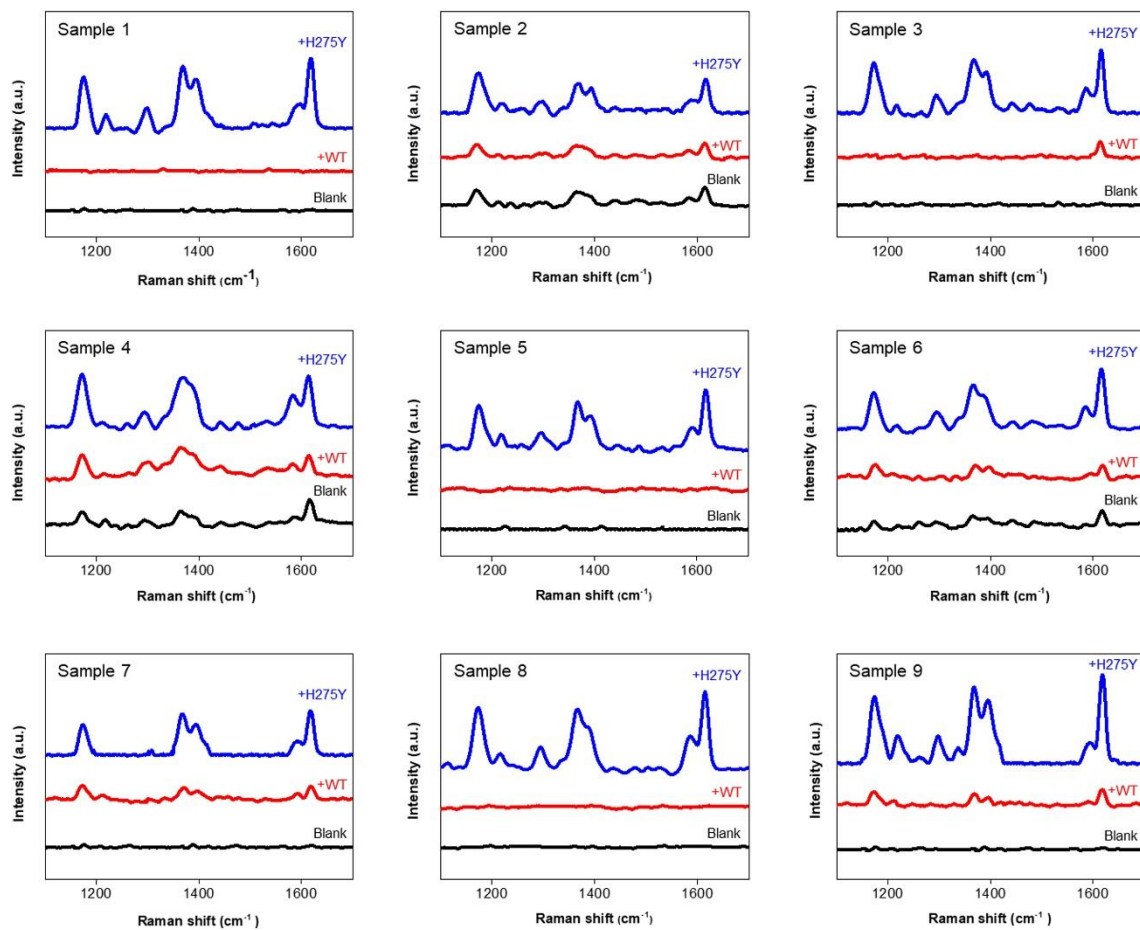 Sample 1
+H275Y
+WT
Blank
Intensity (a.u.)
1200 1400 1600
Raman shift (cm-1)
Sample 2
+H275Y
+WT
Blank
Intensity (a.u.)
1200 1400 1600
Raman shift (cm-1)
Sample 3
+H275Y
+WT
Blank
Intensity (a.u.)
1200 1400 1600
Raman shift (cm-1)
Sample 4
+H275Y
+WT
Blank
Intensity (a.u.)
1200 1400 1600
Raman shift (cm-1)
Sample 5
+H275Y
+WT
Blank
Intensity (a.u.)
1200 1400 1600
Raman shift (cm-1)
Sample 6
+H275Y
+WT
Blank
Intensity (a.u.)
1200 1400 1600
Raman shift (cm-1)
Sample 7
+H275Y
+WT
Blank
Intensity (a.u.)
1200 1400 1600
Raman shift (cm-1)
Sample 8
+H275Y
+WT
Blank
Intensity (a.u.)
1200 1400 1600
Raman shift (cm-1)
Sample 9
+H275Y
+WT
Blank
Intensity (a.u.)
1200 1400 1600
Raman shift (cm-1)